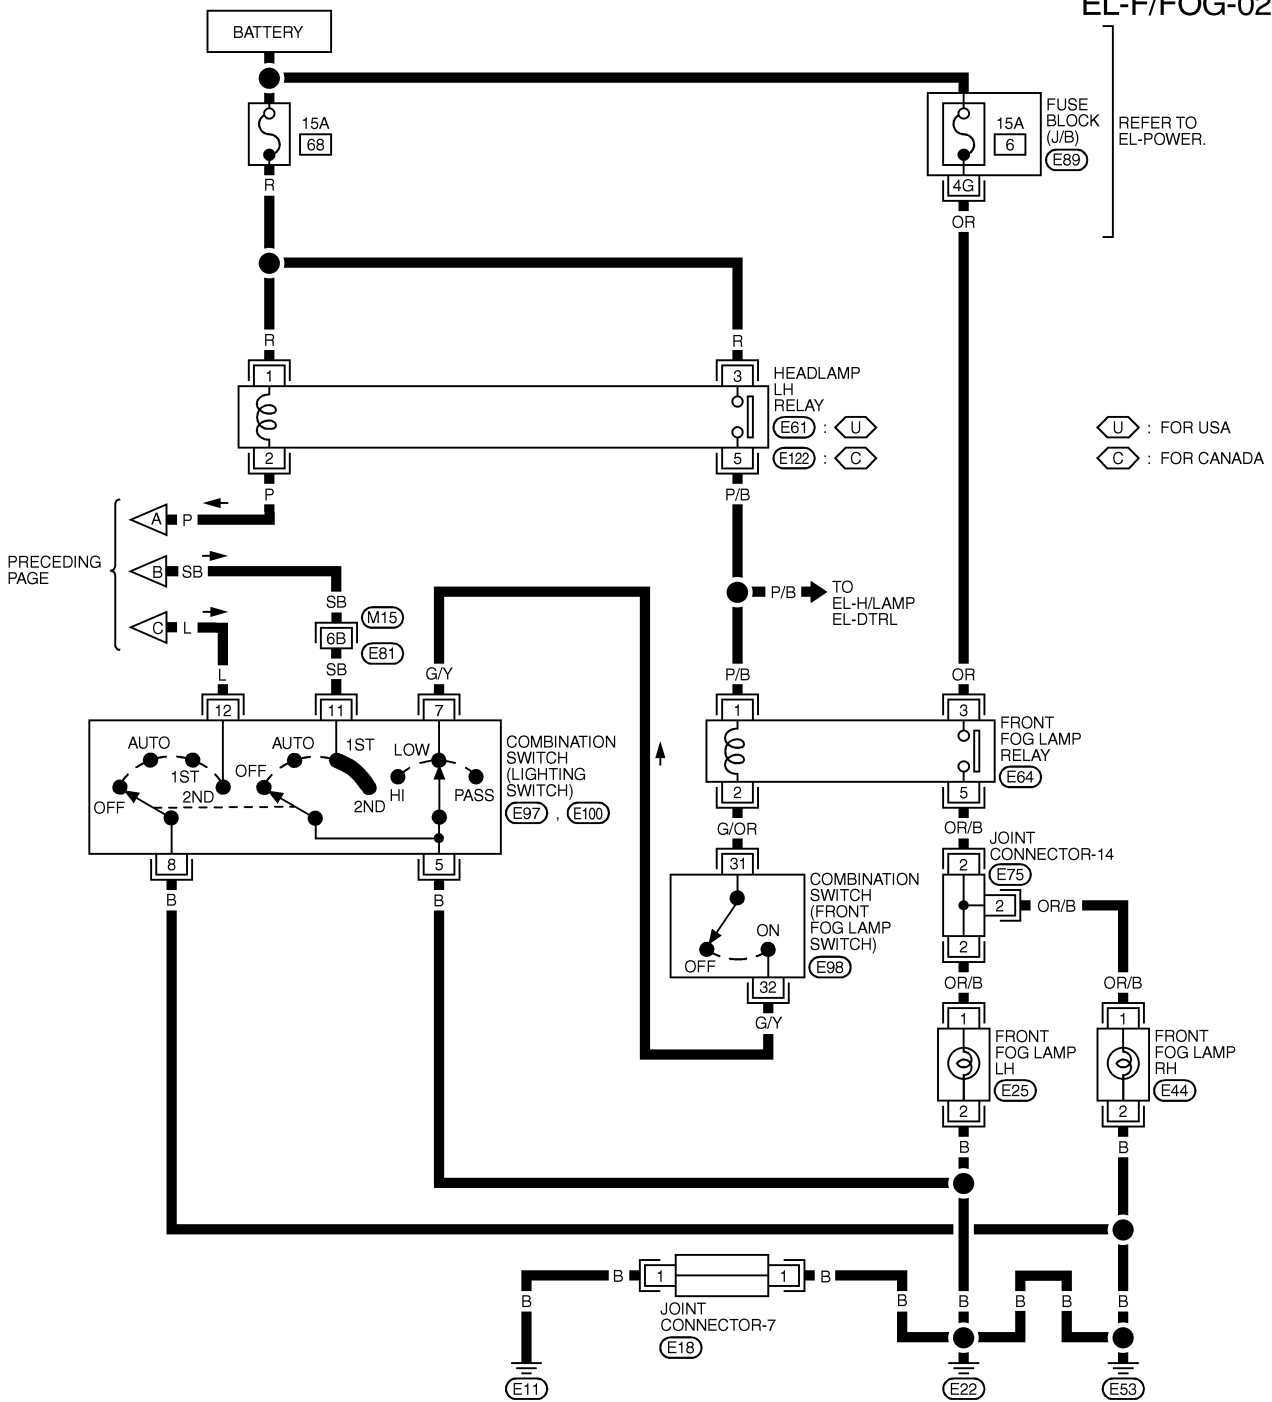 EL-F/FOG-02
BATTERY
15A
68
R
15A
6
FUSE
BLOCK
(J/B)
E89
REFER TO
EL-POWER.
4G
OR
R
R
1
3
HEADLAMP
LH
RELAY
E61 : U
E122 : C
U : FOR USA
C : FOR CANADA
2
5
P
P/B
A P
PRECEDING
PAGE
B SB
C L
SB
M15
6B
E81
SB
L
G/Y
P/B
TO
EL-H/LAMP
EL-DTRL
P/B
OR
12
11
7
1
3
AUTO
1ST
OFF
2ND
AUTO
1ST
OFF
2ND
LOW
HI
PASS
COMBINATION
SWITCH
(LIGHTING
SWITCH)
E97 , E100
FRONT
FOG LAMP
RELAY
E64
8
5
B
B
2
5
G/OR
OR/B
31
COMBINATION
SWITCH
(FRONT
FOG LAMP
SWITCH)
E98
ON
OFF
32
G/Y
JOINT
CONNECTOR-14
E75
2
2
OR/B
2
OR/B
OR/B
1
1
FRONT
FOG LAMP
LH
E25
FRONT
FOG LAMP
RH
E44
2
2
B
B
B
1
1
B
JOINT
CONNECTOR-7
E18
B
B
B
B
B
B
E11
E22
E53